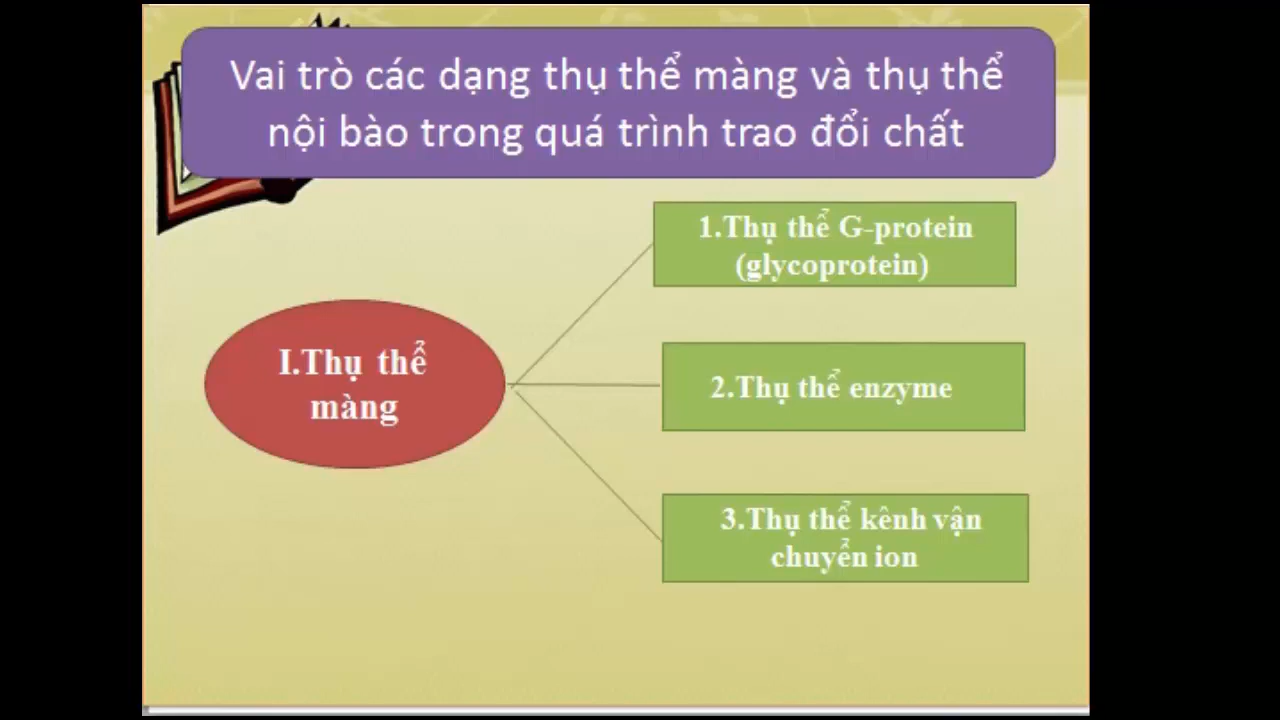 Vai trò các dạng thụ thể màng và thụ thể
nội bào trong quá trình trao đổi chất
1.Thụ thể G-protein
(glycoprotein)
I.Thụ thể
màng
2.Thụ thể enzyme
3.Thụ thể kênh vận
chuyển ion